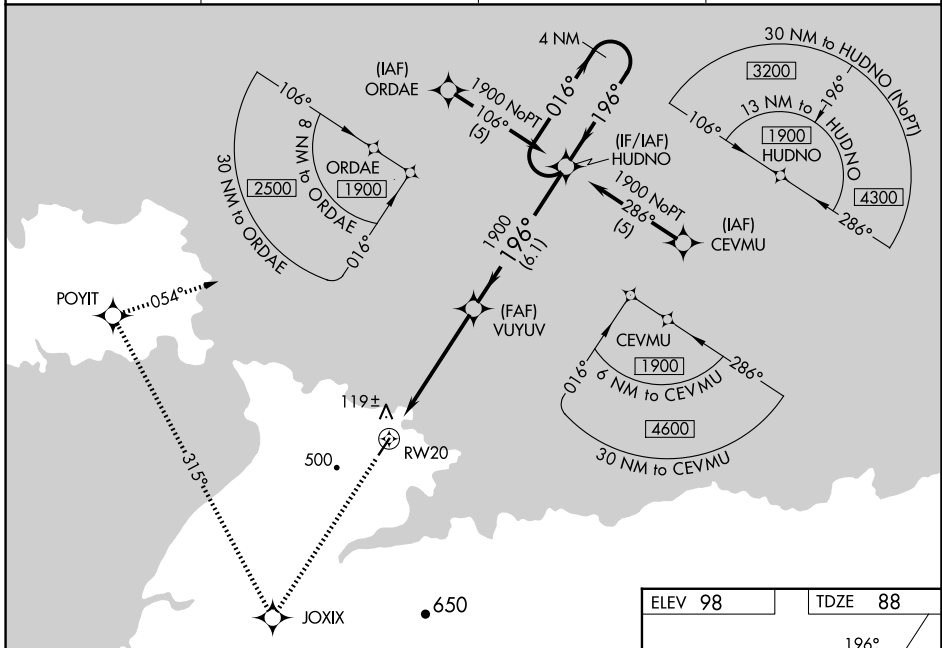 4 NM
016°
196°
(IAF)
ORDAE
1900 NoPT
106°
(5)
(IF/IAF)
HUDNO
1900 NoPT
286°
(5)
(IAF)
CEVMU
1900
196°
(6.1)
(FAF)
VUYUV
106°
8 NM to ORDAE
ORDAE
1900
2500
30 NM to ORDAE
016°
30 NM to HUDNO (NoPT)
3200
196°
13 NM to HUDNO
106°
1900
HUDNO
4300
286°
POYIT
054°
CEVMU
1900
286°
016°
6 NM to CEVMU
4600
30 NM to CEVMU
119±
RW20
500
315°
JOXIX
650
ELEV 98
TDZE 88
196°